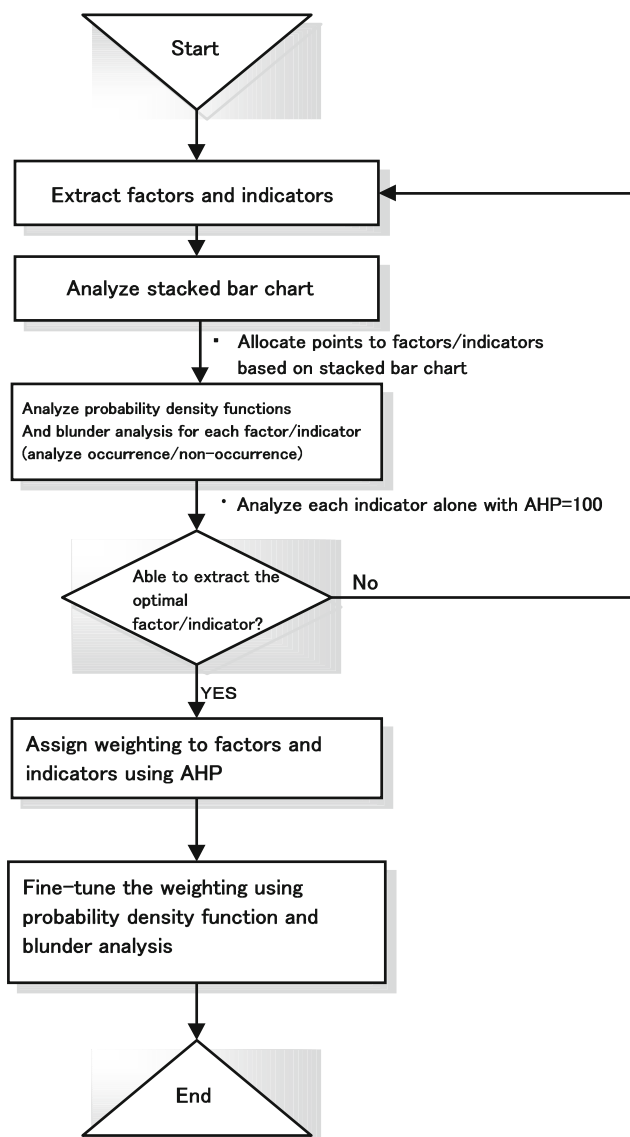 Start
Extract factors and indicators
Analyze stacked bar chart
▪ Allocate points to factors/indicators
based on stacked bar chart
Analyze probability density functions
And blunder analysis for each factor/indicator
(analyze occurrence/non-occurrence)
・ Analyze each indicator alone with AHP=100
Able to extract the
optimal
factor/indicator?
No
YES
Assign weighting to factors and
indicators using AHP
Fine-tune the weighting using
probability density function and
blunder analysis
End